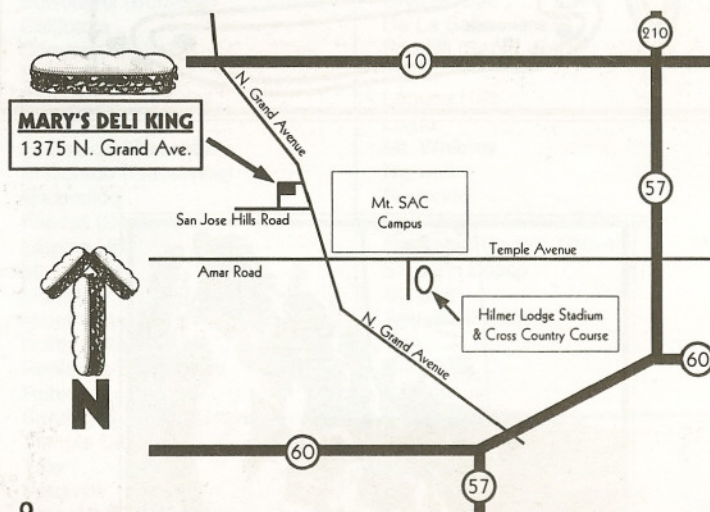 210
10
N. Grand Avenue
MARY'S DELI KING
1375 N. Grand Ave.
57
Mt. SAC
Campus
San Jose Hills Road
Temple Avenue
Amar Road
Hilmer Lodge Stadium
& Cross Country Course
N. Grand Avenue
60
N
60
57